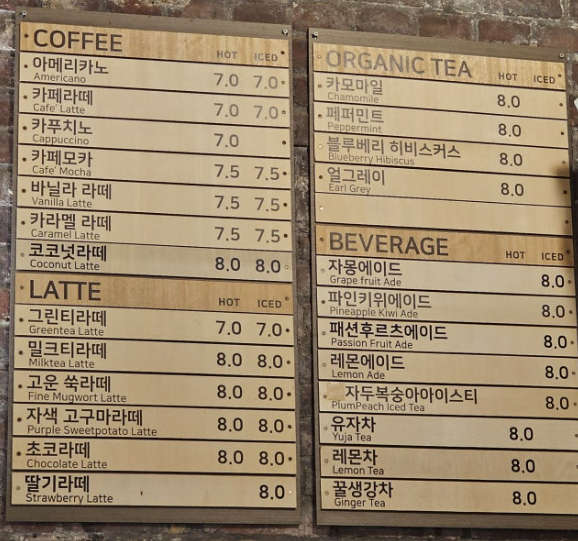 COFFEE HOT ICED
아메리카노 7.0 7.0
Americano
카페라떼 7.0 7.0
Cafe' Latte
카푸치노 7.0
Cappuccino
카페모카 7.5 7.5
Cafe' Mocha
바닐라 라떼 7.5 7.5
Vanilla Latte
카라멜 라떼 7.5 7.5
Caramel Latte
코코넛라떼 8.0 8.0
Coconut Latte
LATTE HOT ICED
그린티라떼 7.0 7.0
Greentea Latte
밀크티라떼 8.0 8.0
Milktea Latte
고운 쑥라떼 8.0 8.0
Fine Mugwort Latte
자색 고구마라떼 8.0 8.0
Purple Sweetpotato Latte
초코라떼 8.0 8.0
Chocolate Latte
딸기라떼 8.0
Strawberry Latte
ORGANIC TEA HOT ICED
카모마일 8.0
Chamomile
페퍼민트 8.0
Peppermint
블루베리 히비스커스 8.0
Blueberry Hibiscus
얼그레이 8.0
Earl Grey
BEVERAGE HOT ICED
자몽에이드 8.0
Grape fruit Ade
파인키위에이드 8.0
Pineapple Kiwi Ade
패션후르츠에이드 8.0
Passion Fruit Ade
레몬에이드 8.0
Lemon Ade
자두복숭아아이스티 8.0
PlumPeach Iced Tea
유자차 8.0
Yuja Tea
레몬차 8.0
Lemon Tea
꿀생강차 8.0
Ginger Tea